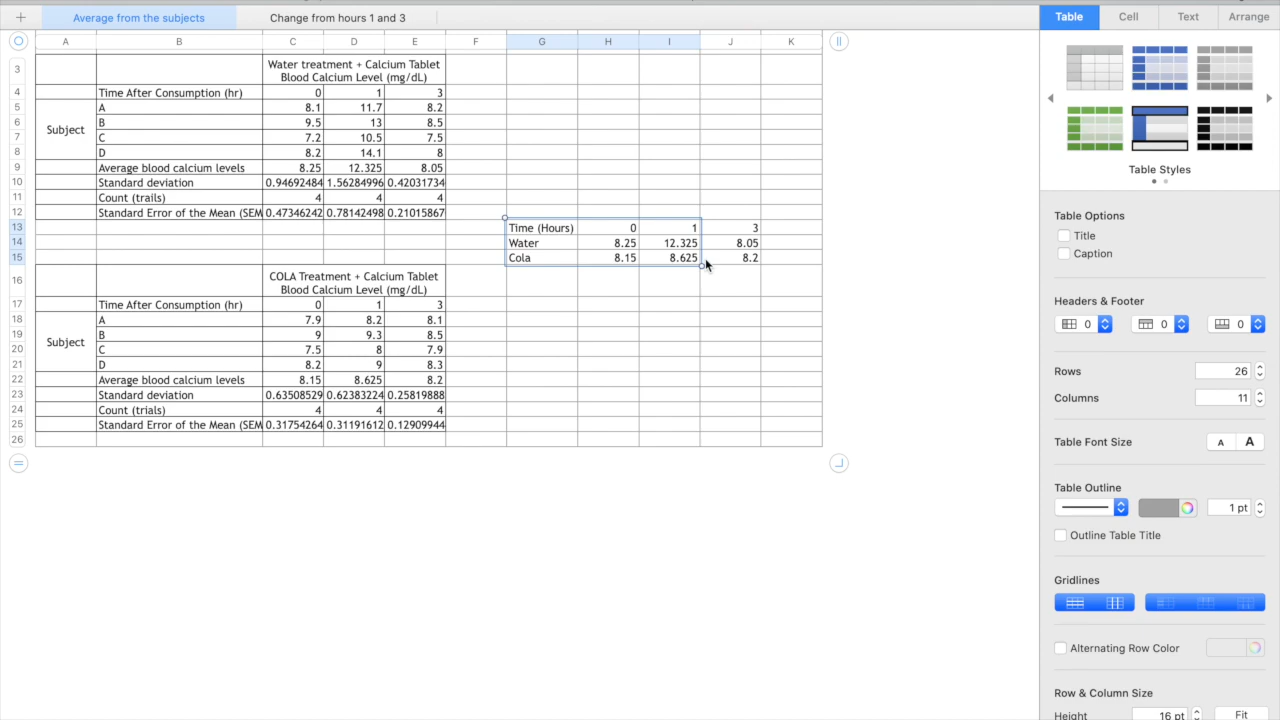 Average from the subjects Change from hours 1 and 3
Table Cell Text Arrange
A B C D E F G H I J K
3 Water treatment + Calcium Tablet
Blood Calcium Level (mg/dL)
4 Time After Consumption (hr) 0 1 3
5 A 8.1 11.7 8.2
6 B 9.5 13 8.5
Subject
7 C 7.2 10.5 7.5
8 D 8.2 14.1 8
9 Average blood calcium levels 8.25 12.325 8.05
10 Standard deviation 0.94692484 1.56284996 0.42031734
11 Count (trails) 4 4 4
12 Standard Error of the Mean (SEM 0.47346242 0.78142498 0.21015867
13 Time (Hours) 0 1 3
14 Water 8.25 12.325 8.05
15 Cola 8.15 8.625 8.2
16 COLA Treatment + Calcium Tablet
Blood Calcium Level (mg/dL)
17 Time After Consumption (hr) 0 1 3
18 A 7.9 8.2 8.1
19 B 9 9.3 8.5
Subject
20 C 7.5 8 7.9
21 D 8.2 9 8.3
22 Average blood calcium levels 8.15 8.625 8.2
23 Standard deviation 0.63508529 0.62383224 0.25819888
24 Count (trials) 4 4 4
25 Standard Error of the Mean (SEM 0.31754264 0.31191612 0.12909944
26
Table Styles
Table Options
Title
Caption
Headers & Footer
0 0 0
Rows 26
Columns 11
Table Font Size A A
Table Outline
1 pt
Outline Table Title
Gridlines
Alternating Row Color
Row & Column Size
Height 16 pt Fit